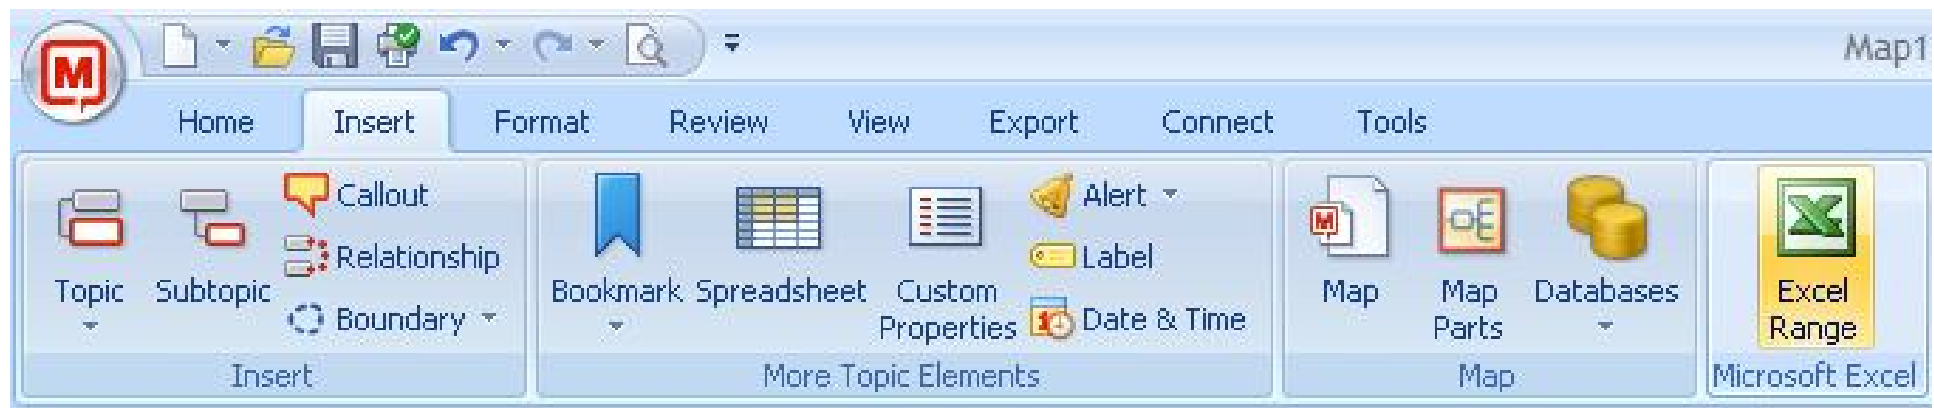 Map1
Home Insert Format Review View Export Connect Tools
Topic
Subtopic
Callout
Relationship
Boundary
Insert
Bookmark
Spreadsheet
Custom
Properties
Alert
Label
Date & Time
More Topic Elements
Map
Map
Parts
Databases
Map
Excel
Range
Microsoft Excel